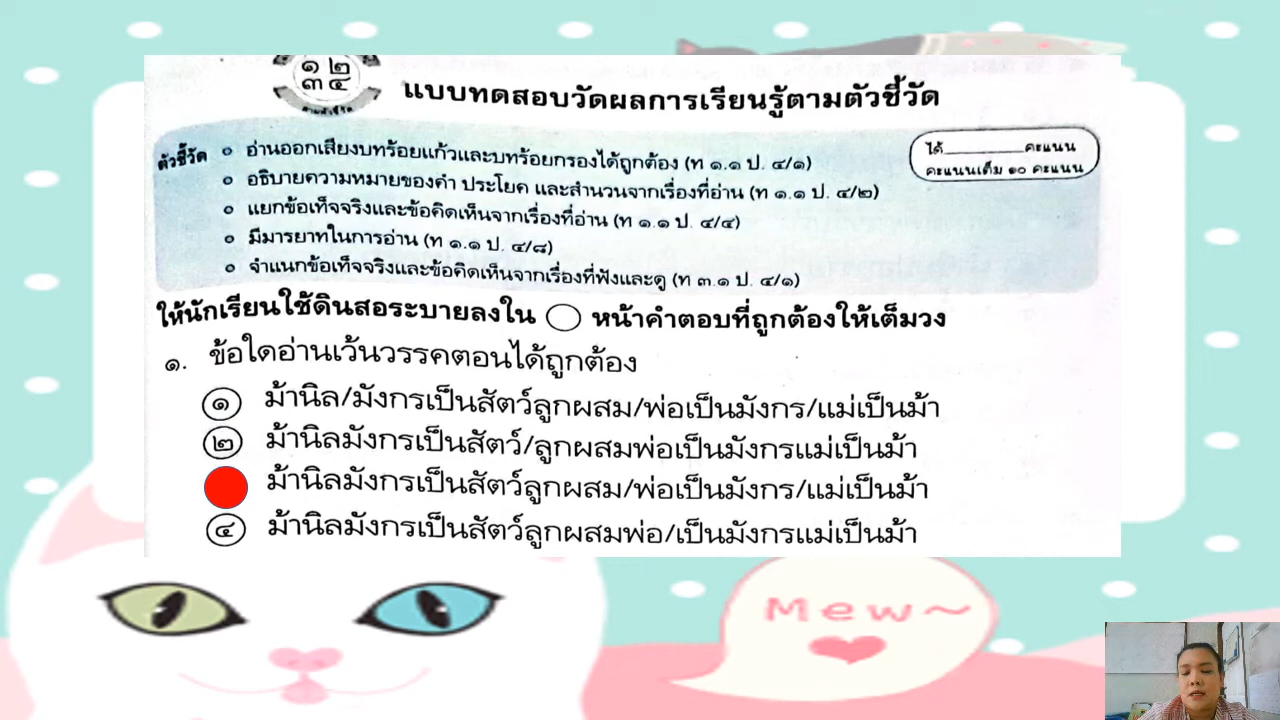 ๑ ๒
๓ ๔
แบบทดสอบวัดผลการเรียนรู้ตามตัวชี้วัด
ตัวชี้วัด
อ่านออกเสียงบทร้อยแก้วและบทร้อยกรองได้ถูกต้อง (ท ๑.๑ ป. ๔/๑)
อธิบายความหมายของคำ ประโยค และสำนวนจากเรื่องที่อ่าน (ท ๑.๑ ป. ๔/๒)
แยกข้อเท็จจริงและข้อคิดเห็นจากเรื่องที่อ่าน (ท ๑.๑ ป. ๔/๔)
มีมารยาทในการอ่าน (ท ๑.๑ ป. ๔/๘)
จำแนกข้อเท็จจริงและข้อคิดเห็นจากเรื่องที่ฟังและดู (ท ๓.๑ ป. ๔/๑)
ได้ คะแนน
คะแนนเต็ม ๑๐ คะแนน
ให้นักเรียนใช้ดินสอระบายลงใน หน้าคำตอบที่ถูกต้องให้เต็มวง
๑. ข้อใดอ่านเว้นวรรคตอนได้ถูกต้อง
๑ ม้านิล/มังกรเป็นสัตว์ลูกผสม/พ่อเป็นมังกร/แม่เป็นม้า
๒ ม้านิลมังกรเป็นสัตว์/ลูกผสมพ่อเป็นมังกรแม่เป็นม้า
ม้านิลมังกรเป็นสัตว์ลูกผสม/พ่อเป็นมังกร/แม่เป็นม้า
๔ ม้านิลมังกรเป็นสัตว์ลูกผสมพ่อ/เป็นมังกรแม่เป็นม้า
Mew~